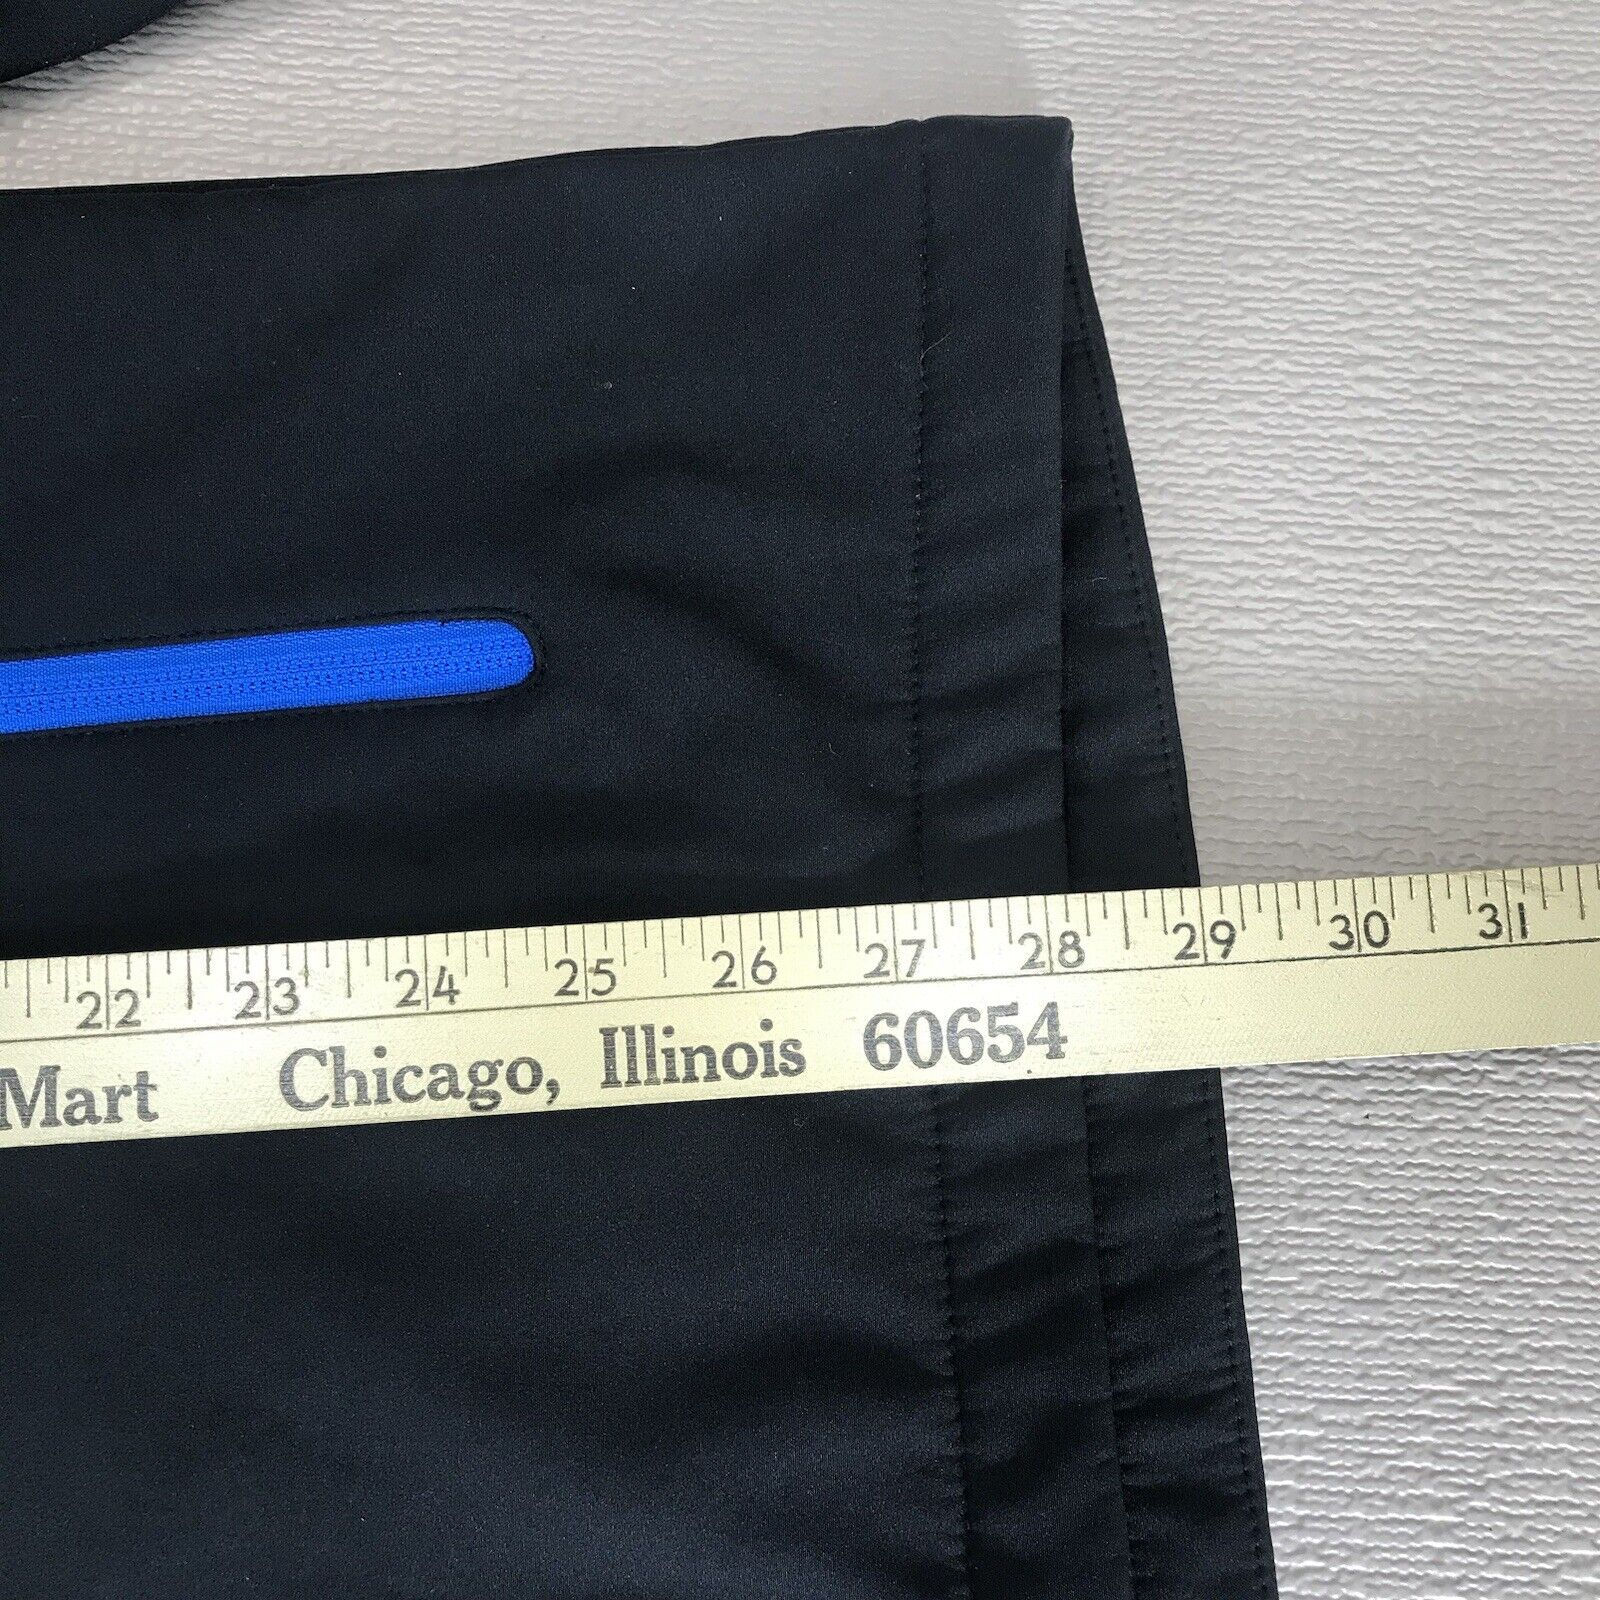 22 23 24 25 26 27 28 29 30 31
Mart Chicago, Illinois 60654